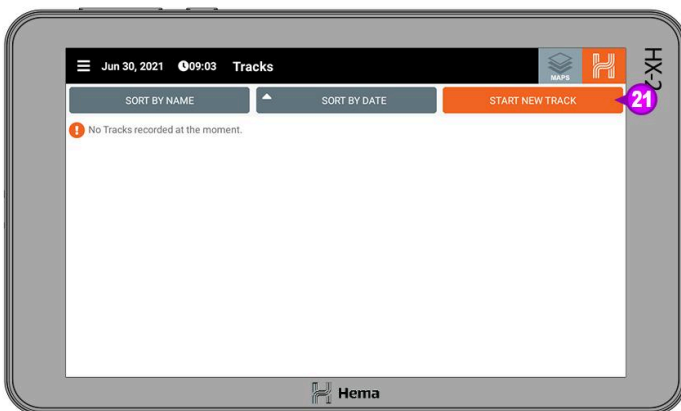 Jun 30, 2021 09:03 Tracks
MAPS
HX-2
SORT BY NAME
SORT BY DATE
START NEW TRACK
21
No Tracks recorded at the moment.
Hema